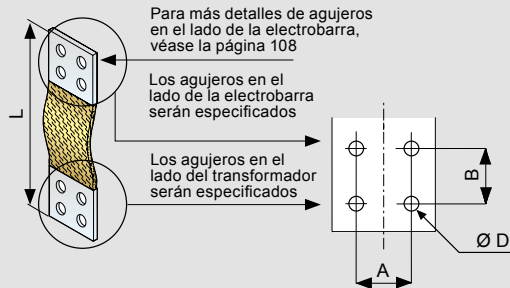 Para más detalles de agujeros
en el lado de la electrobarra,
véase la página 108
Los agujeros en el
lado de la electrobarra
serán especificados
Los agujeros en el
lado del transformador
serán especificados
L
B
Ø D
A